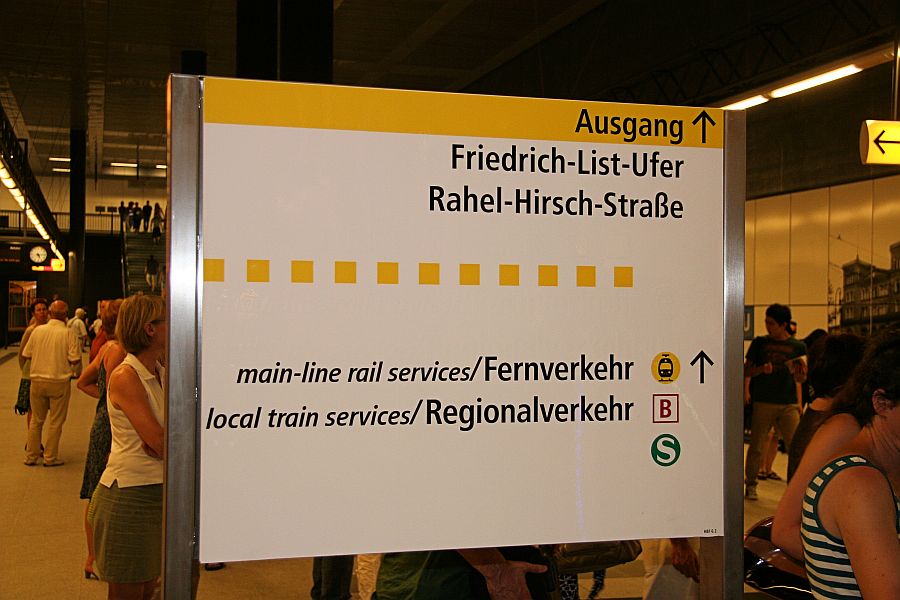 Ausgang ↑
Friedrich-List-Ufer
Rahel-Hirsch-Straße
main-line rail services/Fernverkehr ↑
local train services/Regionalverkehr B
S